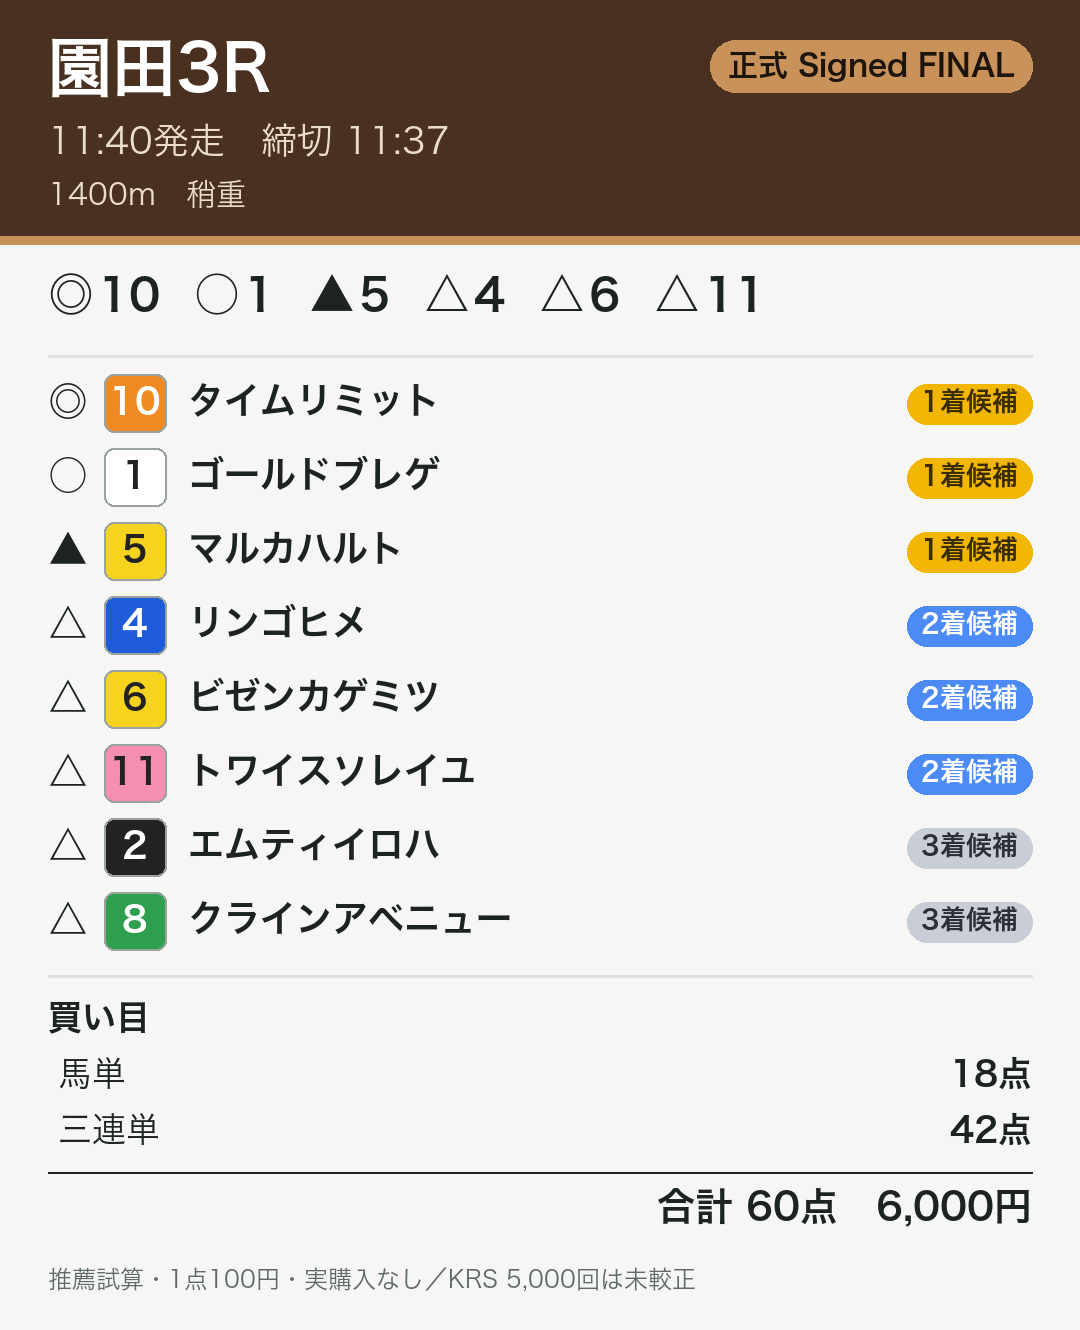 園田3R
正式 Signed FINAL
11:40発走　締切 11:37
1400m　稍重
◎10 ○1 ▲5 △4 △6 △11
◎ 10 タイムリミット 1着候補
○ 1 ゴールドブレゲ 1着候補
▲ 5 マルカハルト 1着候補
△ 4 リンゴヒメ 2着候補
△ 6 ビゼンカゲミツ 2着候補
△ 11 トワイスソレイユ 2着候補
△ 2 エムティイロハ 3着候補
△ 8 クラインアベニュー 3着候補
買い目
馬単 18点
三連単 42点
合計 60点　6,000円
推薦試算・1点100円・実購入なし／KRS 5,000回は未較正